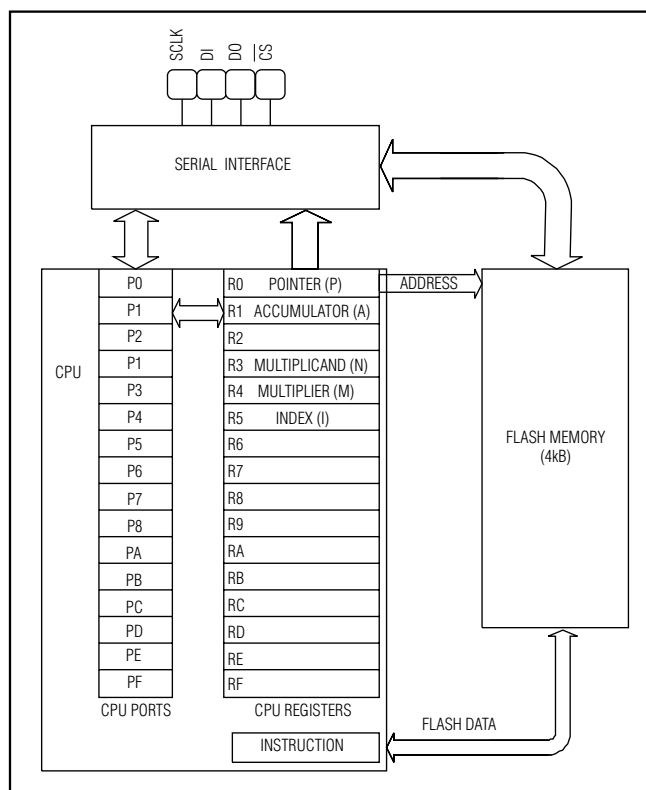 SCLK
DI
DO
CS
SERIAL INTERFACE
P0
P1
P2
P1
P3
P4
P5
P6
P7
P8
PA
PB
PC
PD
PE
PF
CPU
CPU PORTS
R0 POINTER (P)
R1 ACCUMULATOR (A)
R2
R3 MULTIPLICAND (N)
R4 MULTIPLIER (M)
R5 INDEX (I)
R6
R7
R8
R9
RA
RB
RC
RD
RE
RF
CPU REGISTERS
INSTRUCTION
ADDRESS
FLASH MEMORY
(4kB)
FLASH DATA